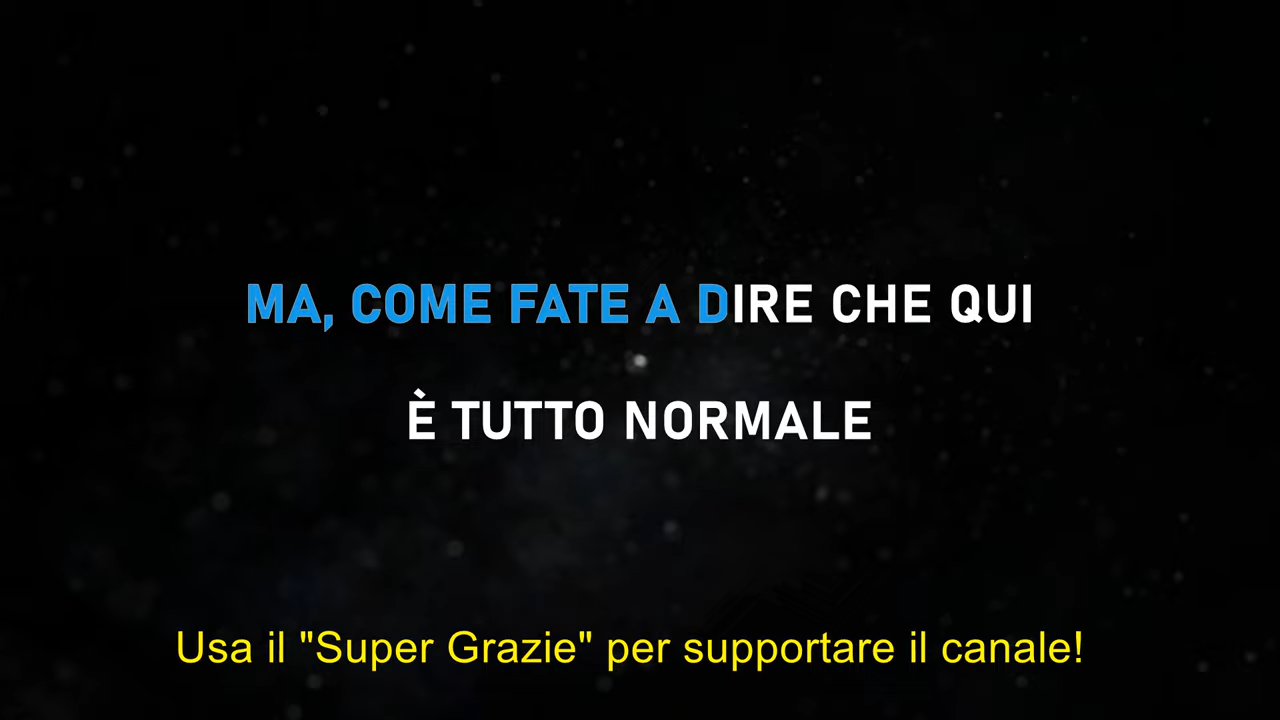 MA, COME FATE A DIRE CHE QUI
È TUTTO NORMALE
Usa il "Super Grazie" per supportare il canale!